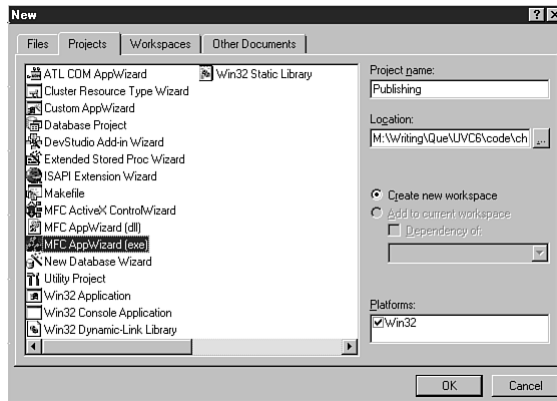 New
Files Projects Workspaces Other Documents
ATL COM AppWizard
Cluster Resource Type Wizard
Custom AppWizard
Database Project
DevStudio Add-in Wizard
Extended Stored Proc Wizard
ISAPI Extension Wizard
Makefile
MFC ActiveX ControlWizard
MFC AppWizard (dll)
MFC AppWizard (exe)
New Database Wizard
Utility Project
Win32 Application
Win32 Console Application
Win32 Dynamic-Link Library
Win32 Static Library
Project name:
Publishing
Location:
M:\Writing\Que\UVC6\code\ch
...
Create new workspace
Add to current workspace
Dependency of:
Platforms:
Win32
OK Cancel